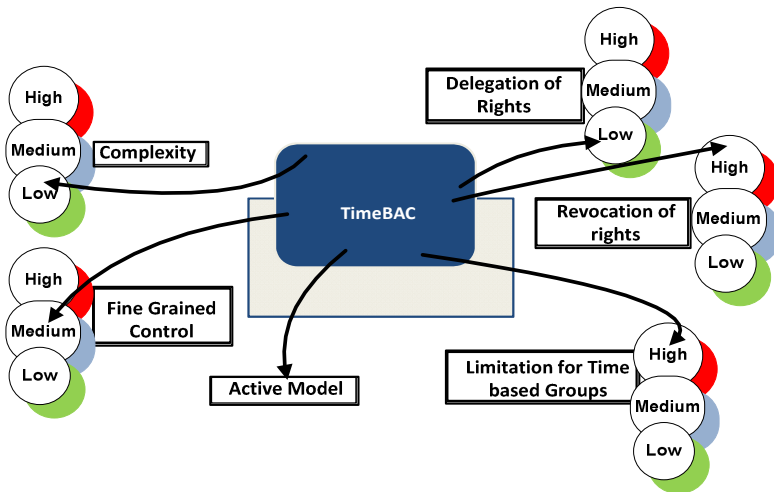 High
Medium
Low
Complexity
High
Medium
Low
Delegation of
Rights
TimeBAC
High
Medium
Low
Revocation of
rights
High
Medium
Low
Fine Grained
Control
Active Model
Limitation for Time
based Groups
High
Medium
Low